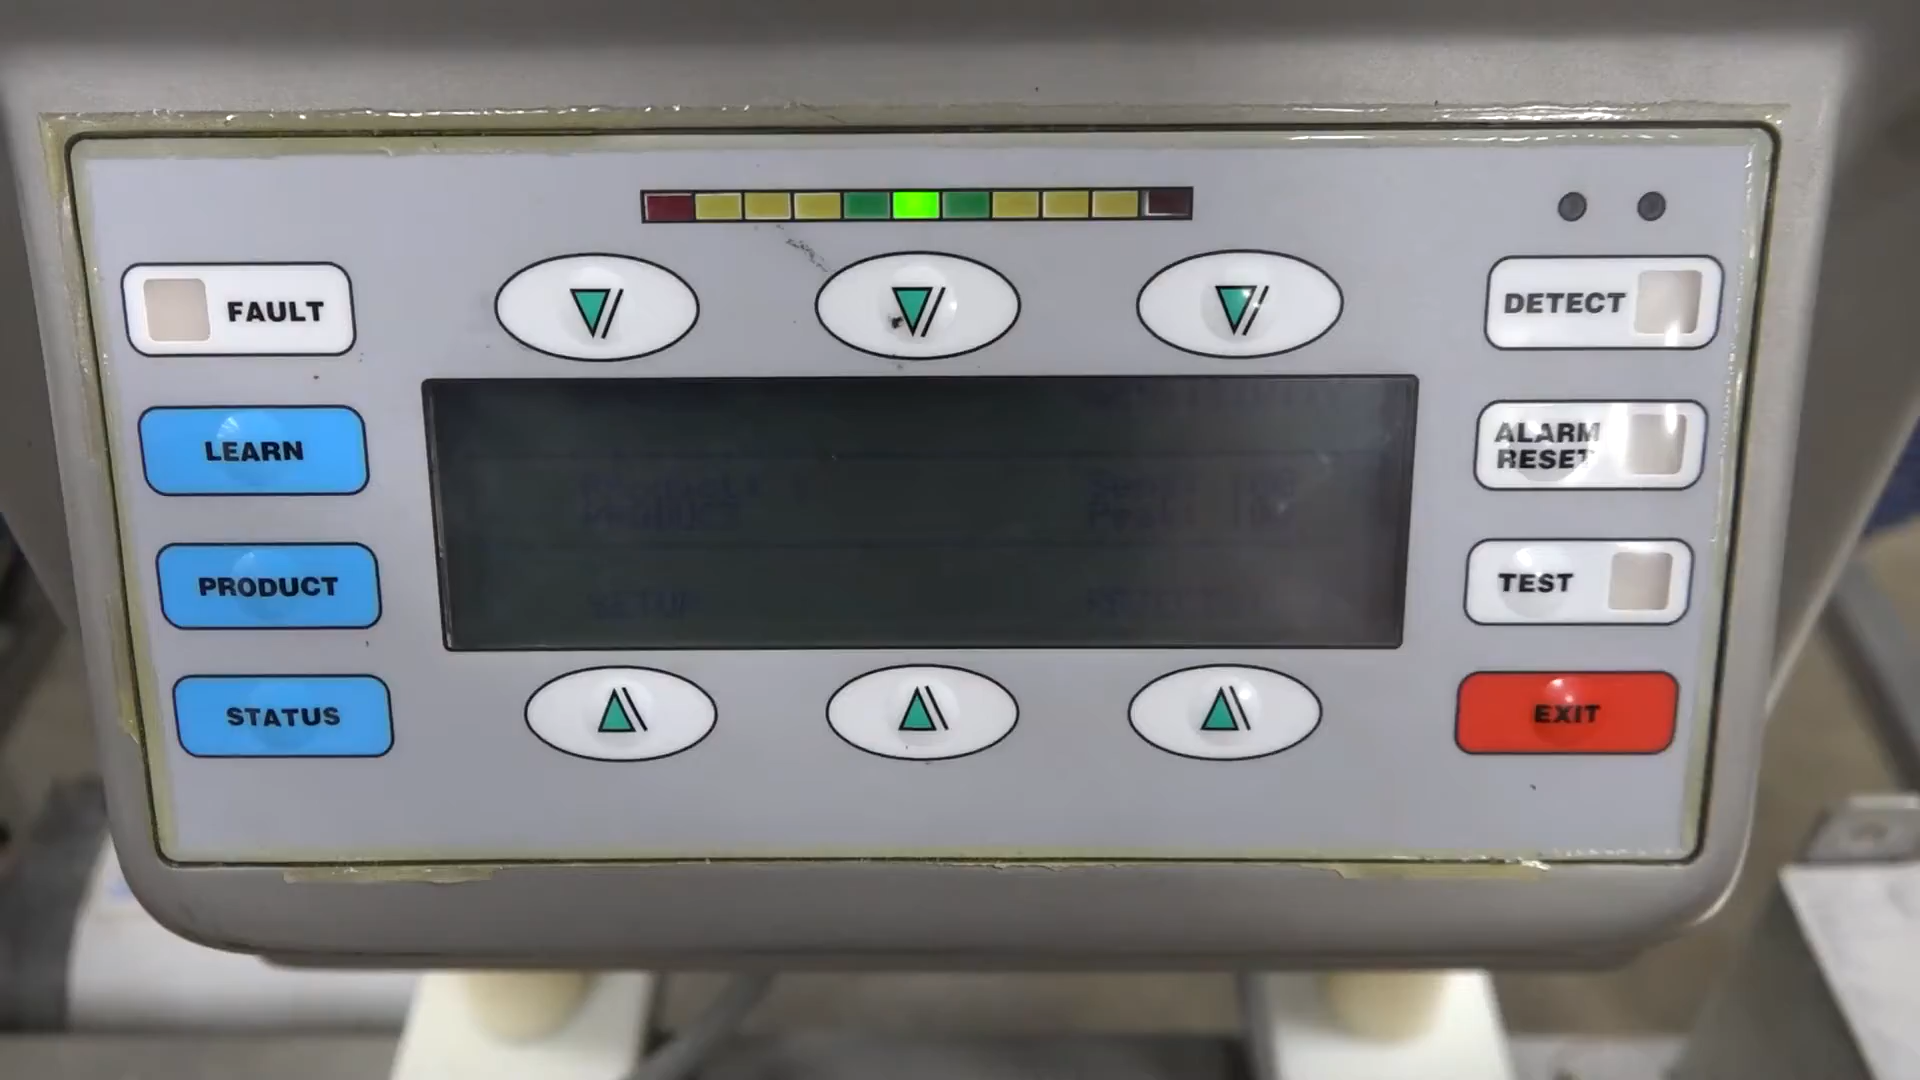 FAULT
DETECT
LEARN
ALARM
RESET
PRODUCT
TEST
STATUS
EXIT